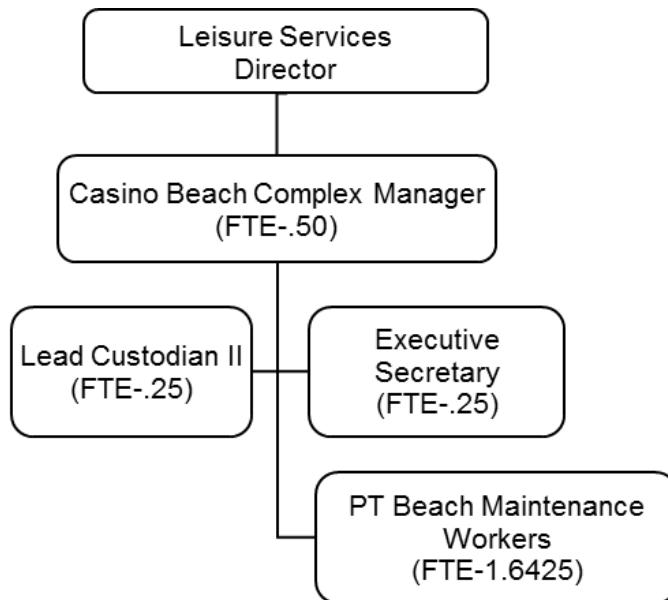 Leisure Services
Director
Casino Beach Complex Manager
(FTE-.50)
Lead Custodian II
(FTE-.25)
Executive
Secretary
(FTE-.25)
PT Beach Maintenance
Workers
(FTE-1.6425)